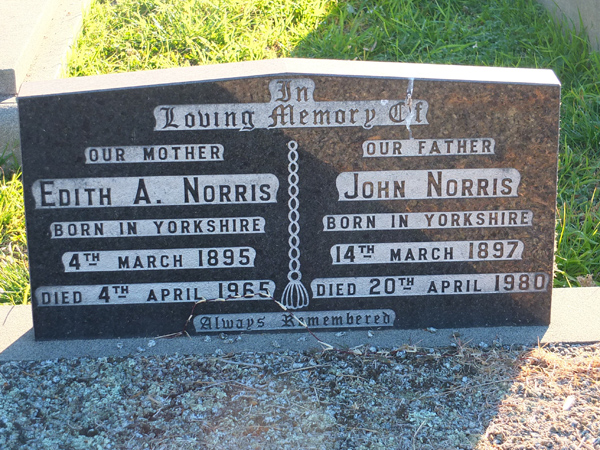 In
Loving Memory Of
OUR MOTHER
EDITH A. NORRIS
BORN IN YORKSHIRE
4TH MARCH 1895
DIED 4TH APRIL 1965
OUR FATHER
JOHN NORRIS
BORN IN YORKSHIRE
14TH MARCH 1897
DIED 20TH APRIL 1980
Always Remembered